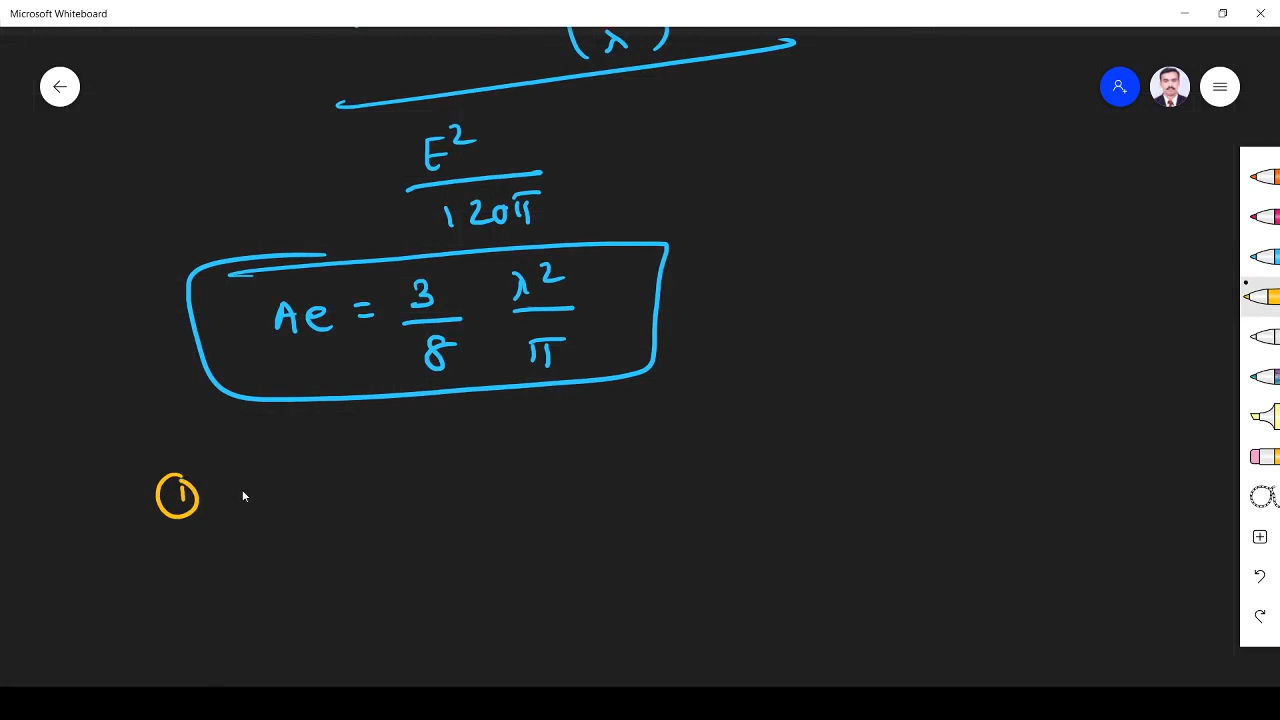 Microsoft Whiteboard
( λ )
E²
120π
Ae = 3/8 λ²/π
1